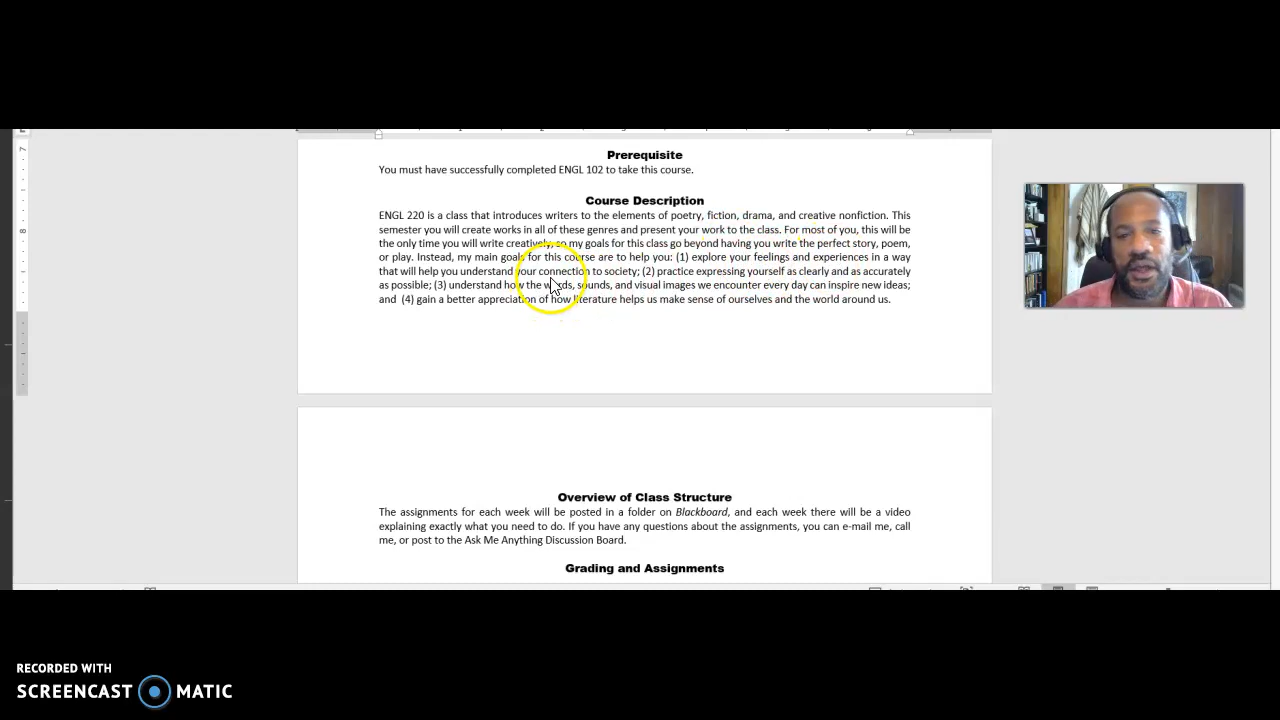 Prerequisite
You must have successfully completed ENGL 102 to take this course.
Course Description
ENGL 220 is a class that introduces writers to the elements of poetry, fiction, drama, and creative nonfiction. This
semester you will create works in all of these genres and present your work to the class. For most of you, this will be
the only time you will write creatively, so my goals for this class go beyond having you write the perfect story, poem,
or play. Instead, my main goals for this course are to help you: (1) explore your feelings and experiences in a way
that will help you understand your connection to society; (2) practice expressing yourself as clearly and as accurately
as possible; (3) understand how the words, sounds, and visual images we encounter every day can inspire new ideas;
and (4) gain a better appreciation of how literature helps us make sense of ourselves and the world around us.
Overview of Class Structure
The assignments for each week will be posted in a folder on Blackboard, and each week there will be a video
explaining exactly what you need to do. If you have any questions about the assignments, you can e-mail me, call
me, or post to the Ask Me Anything Discussion Board.
Grading and Assignments
7
8
RECORDED WITH
SCREENCAST MATIC